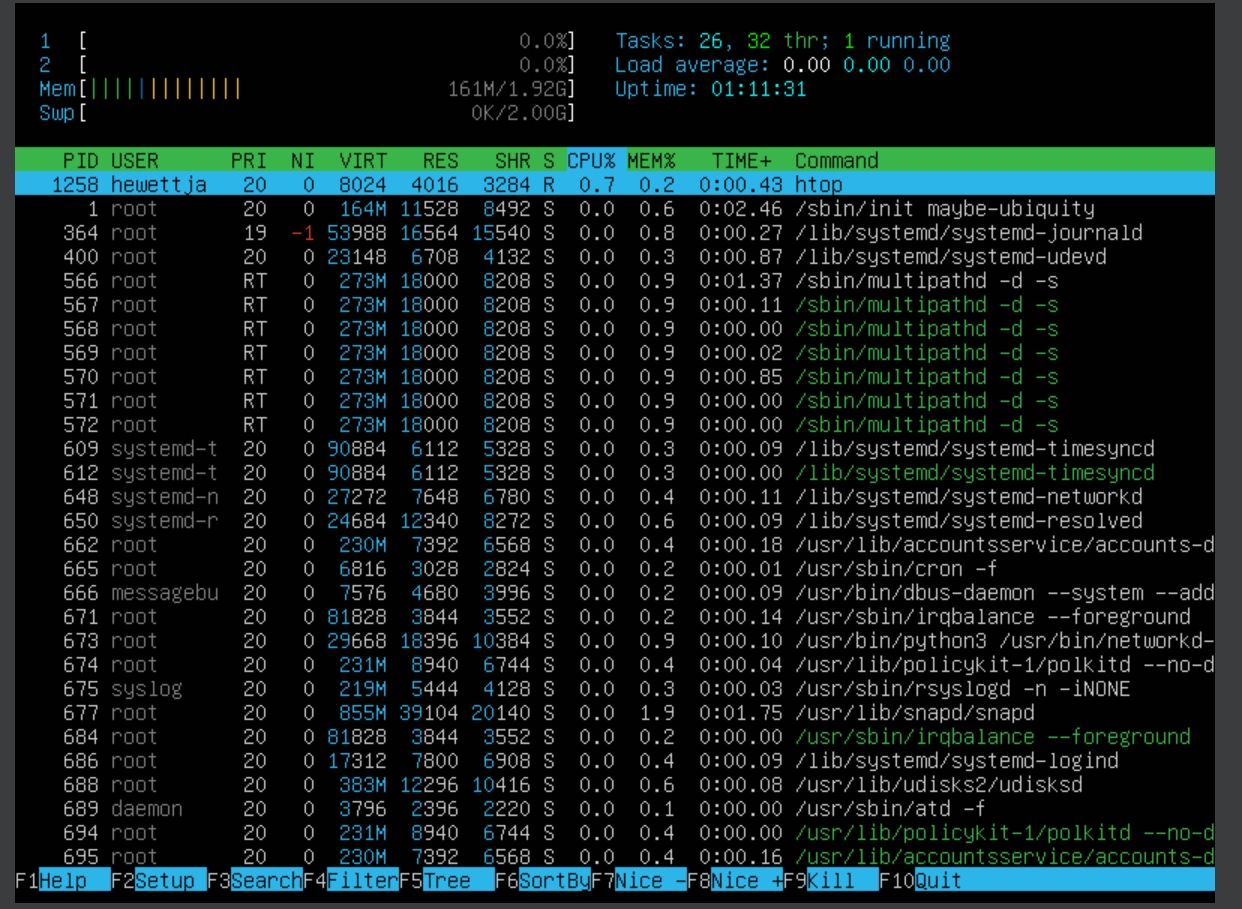 1 [ 0.0%] Tasks: 26, 32 thr; 1 running
2 [ 0.0%] Load average: 0.00 0.00 0.00
Mem[||||||||||||||| 161M/1.92G] Uptime: 01:11:31
Swp[ 0K/2.00G]
PID USER PRI NI VIRT RES SHR S CPU% MEM% TIME+ Command
1258 hewettja 20 0 8024 4016 3284 R 0.7 0.2 0:00.43 htop
1 root 20 0 164M 11528 8492 S 0.0 0.6 0:02.46 /sbin/init maybe-ubiquity
364 root 19 -1 53988 16564 15540 S 0.0 0.8 0:00.27 /lib/systemd/systemd-journald
400 root 20 0 23148 6708 4132 S 0.0 0.3 0:00.87 /lib/systemd/systemd-udevd
566 root RT 0 273M 18000 8208 S 0.0 0.9 0:01.37 /sbin/multipathd -d -s
567 root RT 0 273M 18000 8208 S 0.0 0.9 0:00.11 /sbin/multipathd -d -s
568 root RT 0 273M 18000 8208 S 0.0 0.9 0:00.00 /sbin/multipathd -d -s
569 root RT 0 273M 18000 8208 S 0.0 0.9 0:00.02 /sbin/multipathd -d -s
570 root RT 0 273M 18000 8208 S 0.0 0.9 0:00.85 /sbin/multipathd -d -s
571 root RT 0 273M 18000 8208 S 0.0 0.9 0:00.00 /sbin/multipathd -d -s
572 root RT 0 273M 18000 8208 S 0.0 0.9 0:00.00 /sbin/multipathd -d -s
609 systemd-t 20 0 90884 6112 5328 S 0.0 0.3 0:00.09 /lib/systemd/systemd-timesyncd
612 systemd-t 20 0 90884 6112 5328 S 0.0 0.3 0:00.00 /lib/systemd/systemd-timesyncd
648 systemd-n 20 0 27272 7648 6780 S 0.0 0.4 0:00.11 /lib/systemd/systemd-networkd
650 systemd-r 20 0 24684 12340 8272 S 0.0 0.6 0:00.09 /lib/systemd/systemd-resolved
662 root 20 0 230M 7392 6568 S 0.0 0.4 0:00.18 /usr/lib/accountsservice/accounts-d
665 root 20 0 6816 3028 2824 S 0.0 0.2 0:00.01 /usr/sbin/cron -f
666 messagebu 20 0 7576 4680 3996 S 0.0 0.2 0:00.09 /usr/bin/dbus-daemon --system --add
671 root 20 0 81828 3844 3552 S 0.0 0.2 0:00.14 /usr/sbin/irqbalance --foreground
673 root 20 0 29668 18396 10384 S 0.0 0.9 0:00.10 /usr/bin/python3 /usr/bin/networkd-
674 root 20 0 231M 8940 6744 S 0.0 0.4 0:00.04 /usr/lib/policykit-1/polkitd --no-d
675 syslog 20 0 219M 5444 4128 S 0.0 0.3 0:00.03 /usr/sbin/rsyslogd -n -iNONE
677 root 20 0 855M 39104 20140 S 0.0 1.9 0:01.75 /usr/lib/snapd/snapd
684 root 20 0 81828 3844 3552 S 0.0 0.2 0:00.00 /usr/sbin/irqbalance --foreground
686 root 20 0 17312 7800 6908 S 0.0 0.4 0:00.09 /lib/systemd/systemd-logind
688 root 20 0 383M 12296 10416 S 0.0 0.6 0:00.08 /usr/lib/udisks2/udisksd
689 daemon 20 0 3796 2396 2220 S 0.0 0.1 0:00.00 /usr/sbin/atd -f
694 root 20 0 231M 8940 6744 S 0.0 0.4 0:00.00 /usr/lib/policykit-1/polkitd --no-d
695 root 20 0 230M 7392 6568 S 0.0 0.4 0:00.16 /usr/lib/accountsservice/accounts-d
F1Help F2Setup F3SearchF4FilterF5Tree F6SortByF7Nice -F8Nice +F9Kill F10Quit